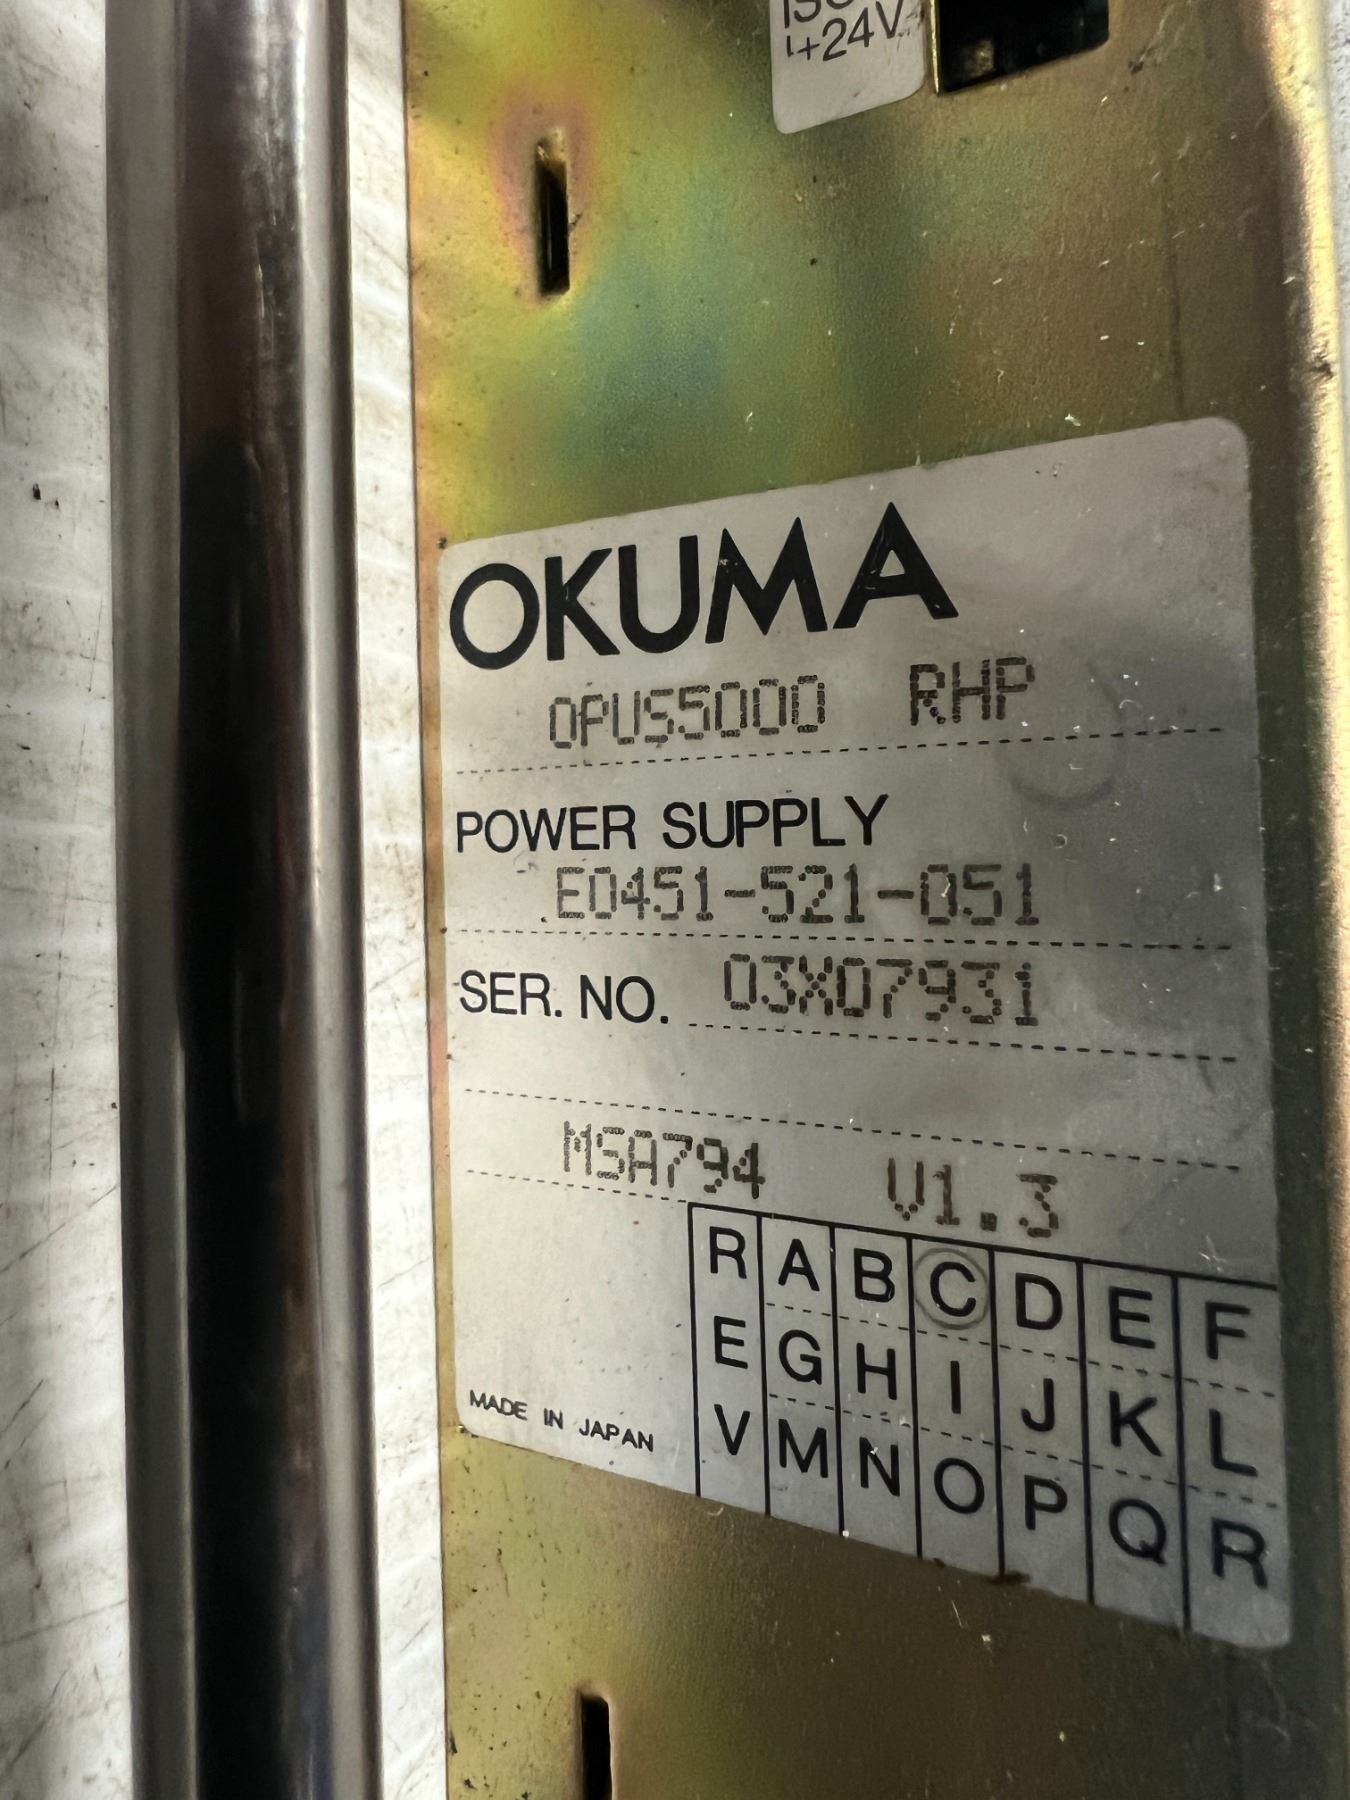 +24V
OKUMA
OPUS5000 RHP
POWER SUPPLY
E0451-521-051
SER. NO. 03X07931
MSA794 V1.3
R A B C D E F
E G H I J K L
V M N O P Q R
MADE IN JAPAN